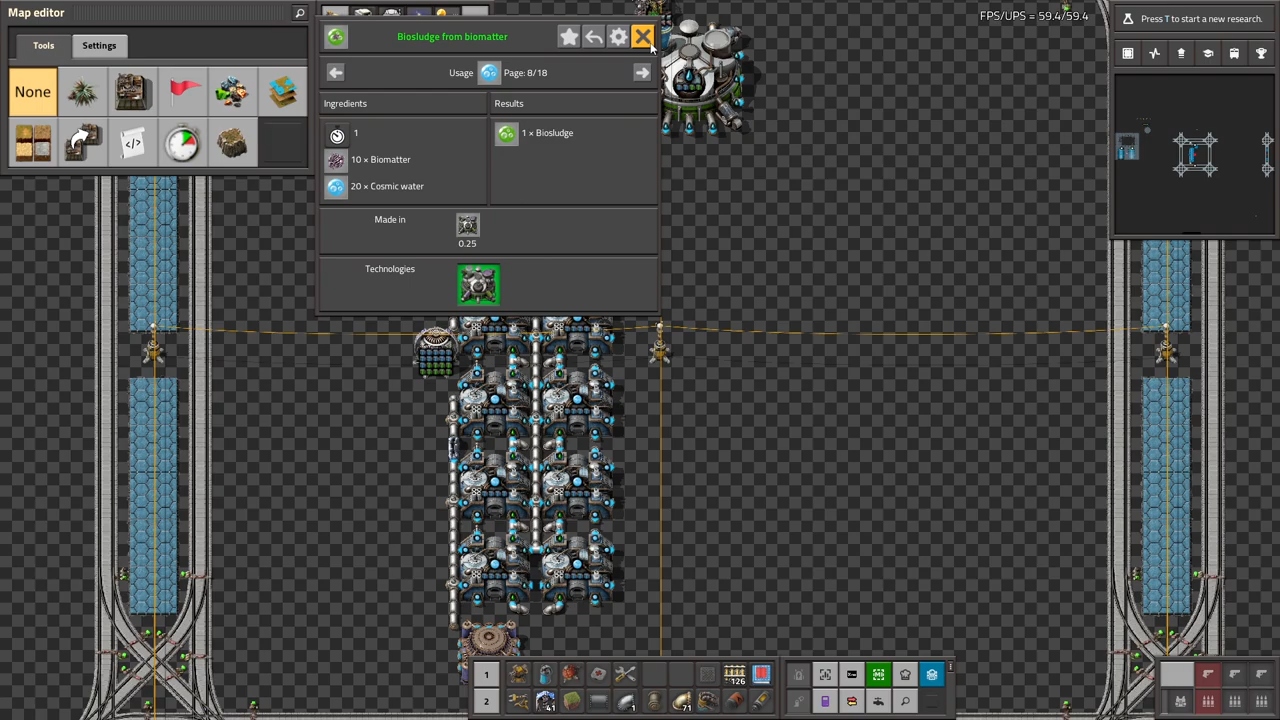 Map editor
Tools
Settings
None
Biosludge from biomatter
Usage
Page: 8/18
Ingredients
Results
1
10 × Biomatter
20 × Cosmic water
1 × Biosludge
Made in
0.25
Technologies
FPS/UPS = 59.4/59.4
Press T to start a new research.
1
126
2
41
1
71